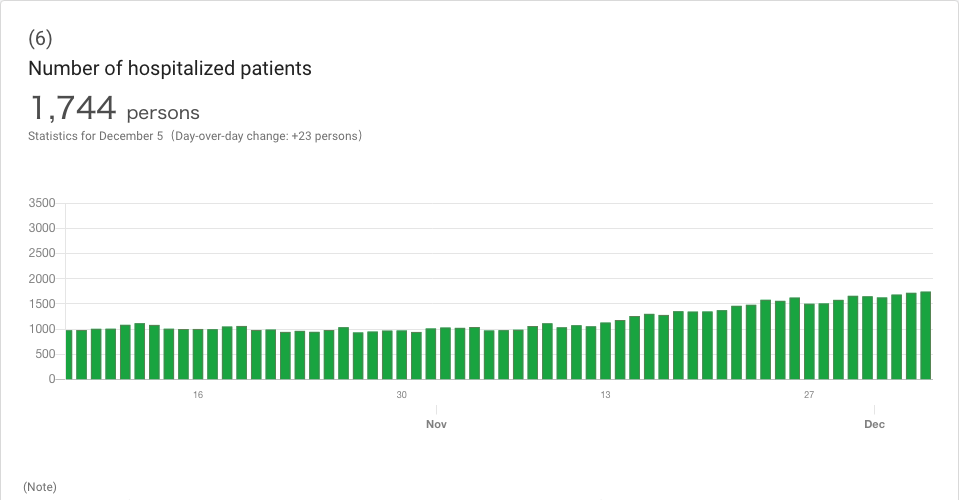 (6)
Number of hospitalized patients
1,744 persons
Statistics for December 5 (Day-over-day change: +23 persons)
3500
3000
2500
2000
1500
1000
500
0
16 30 13 27
Nov Dec
(Note)